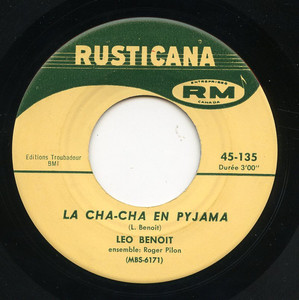 RUSTICANA
ENTREPRISES
RM
CANADA
Editions Troubadour
BMI
45-135
Durée 3'00"
LA CHA-CHA EN PYJAMA
(L. Benoit)
LEO BENOIT
ensemble: Roger Pilon
(MBS-6171)